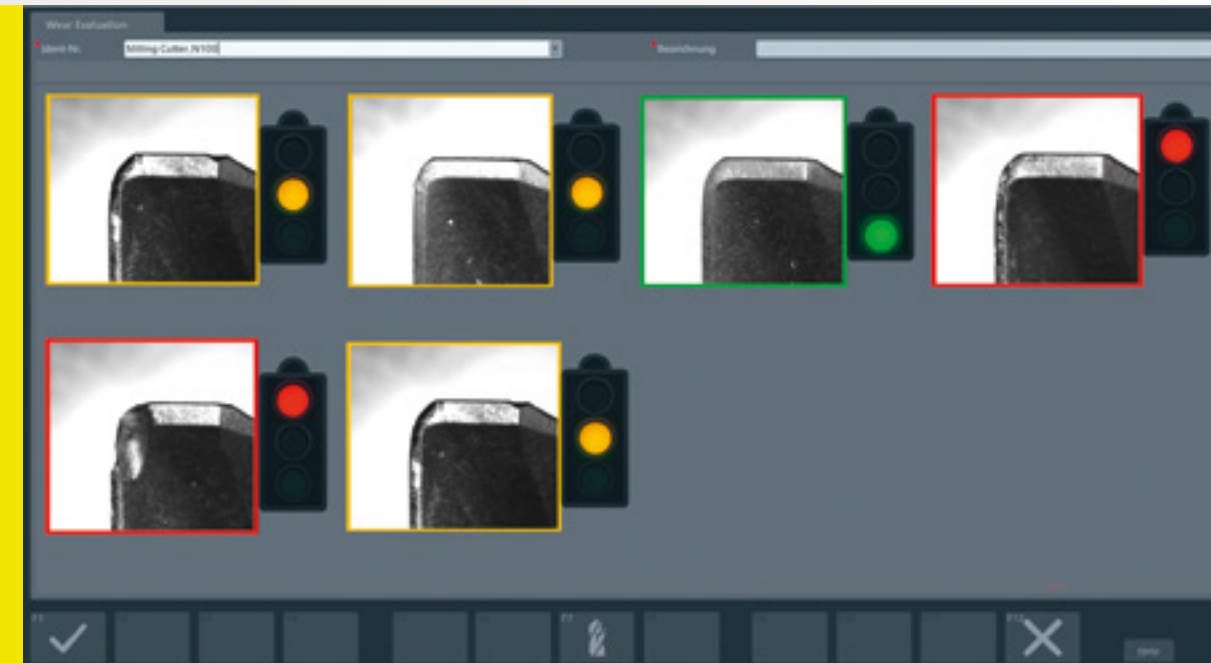 Wear Evaluation
*Ident-Nr.
Milling Cutter.N100
*Bezeichnung
F1
F7
F12